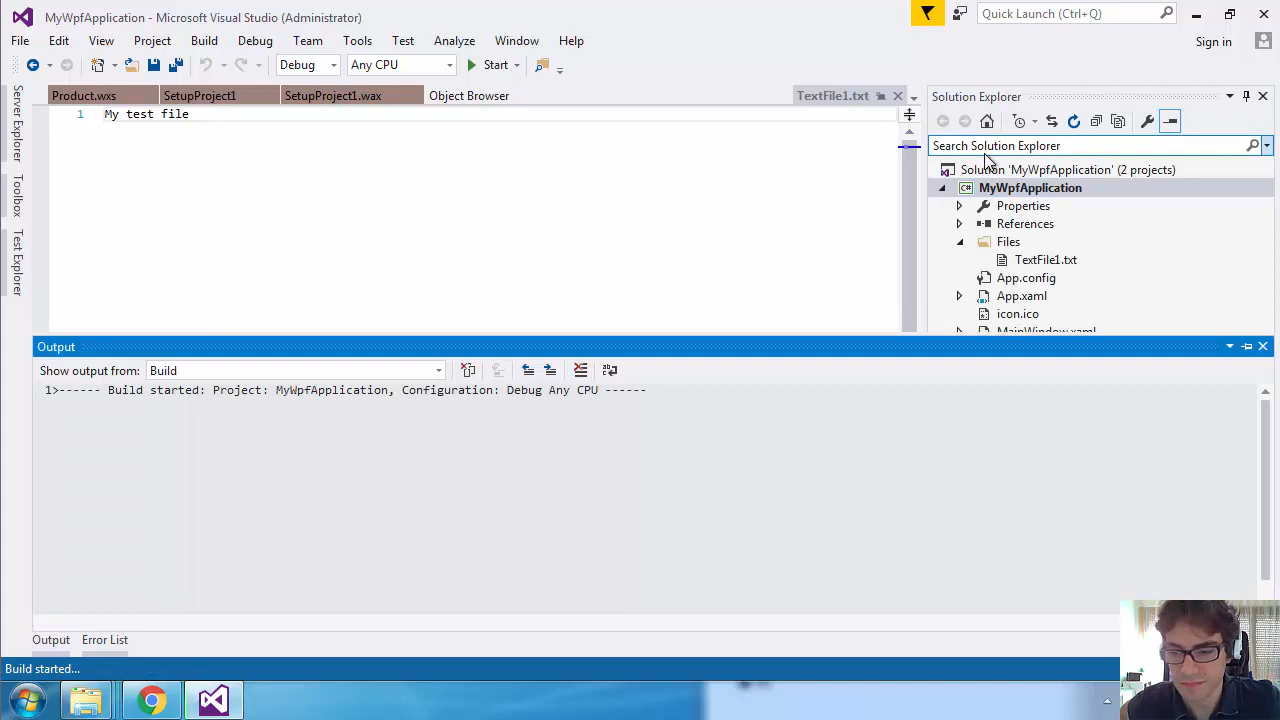 MyWpfApplication - Microsoft Visual Studio (Administrator)
Quick Launch (Ctrl+Q)
File Edit View Project Build Debug Team Tools Test Analyze Window Help
Sign in
Debug Any CPU Start
Server Explorer
Toolbox
Test Explorer
Product.wxs SetupProject1 SetupProject1.wax Object Browser TextFile1.txt
1 My test file
Solution Explorer
Search Solution Explorer
Solution 'MyWpfApplication' (2 projects)
C# MyWpfApplication
Properties
References
Files
TextFile1.txt
App.config
App.xaml
icon.ico
MainWindow.xaml
Output
Show output from: Build
1>------ Build started: Project: MyWpfApplication, Configuration: Debug Any CPU ------
Output Error List
Build started...